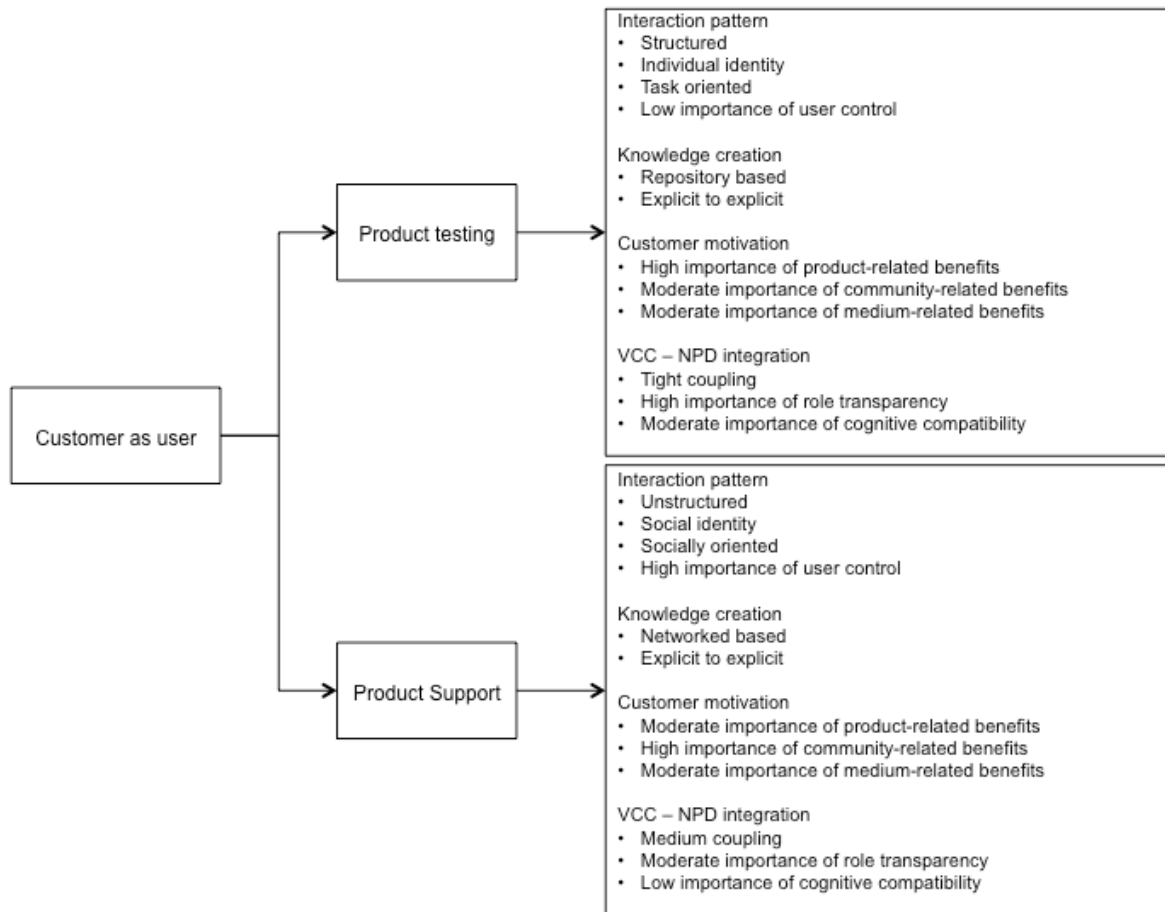 Customer as user
Product testing
Interaction pattern
• Structured
• Individual identity
• Task oriented
• Low importance of user control
Knowledge creation
• Repository based
• Explicit to explicit
Customer motivation
• High importance of product-related benefits
• Moderate importance of community-related benefits
• Moderate importance of medium-related benefits
VCC – NPD integration
• Tight coupling
• High importance of role transparency
• Moderate importance of cognitive compatibility
Product Support
Interaction pattern
• Unstructured
• Social identity
• Socially oriented
• High importance of user control
Knowledge creation
• Networked based
• Explicit to explicit
Customer motivation
• Moderate importance of product-related benefits
• High importance of community-related benefits
• Moderate importance of medium-related benefits
VCC – NPD integration
• Medium coupling
• Moderate importance of role transparency
• Low importance of cognitive compatibility